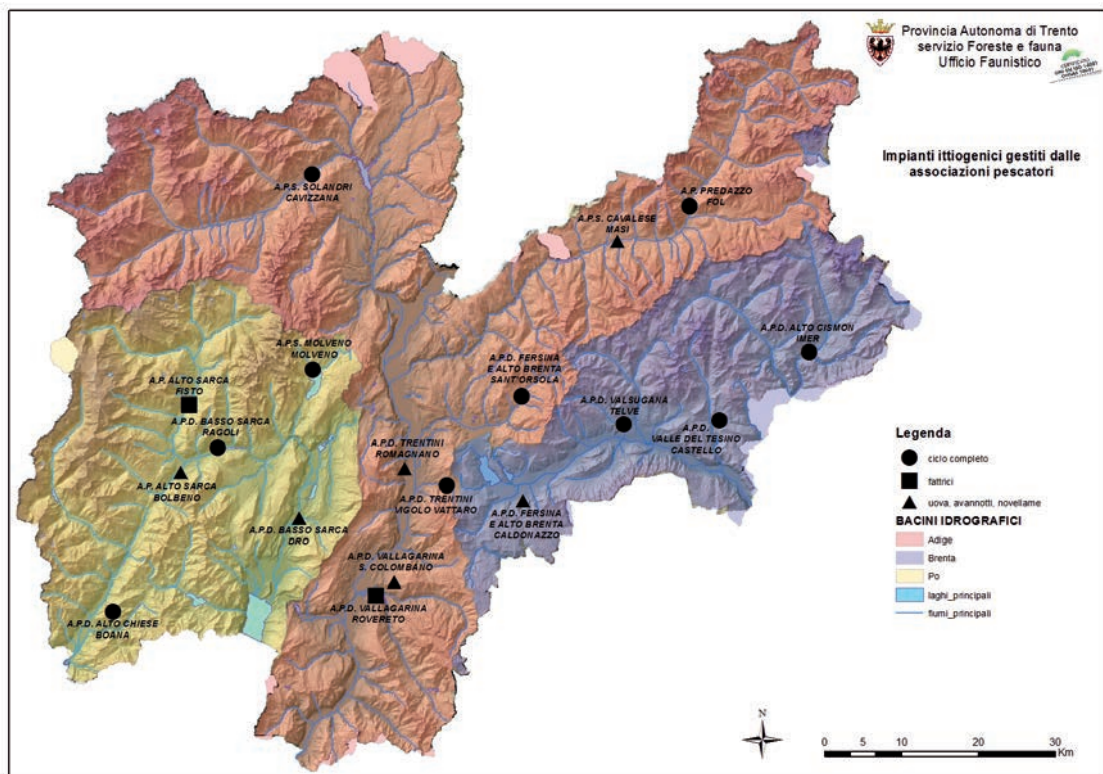 Provincia Autonoma di Trento
servizio Foreste e fauna
Ufficio Faunistico
Impianti ittiogenici gestiti dalle
associazioni pescatori
A.P.S. SOLANDRI
CAVIZZANA
A.P. PREDAZZO
FOL
A.P.S. CAVALESE
MASI
A.P.D. ALTO CISMON
IMER
A.P.S. MOLVENO
MOLVENO
A.P.D. FERSINA
E ALTO BRENTA
SANT'ORSOLA
A.P. ALTO SARCA
FISTO
A.P.D. VALSUGANA
TELVE
A.P.D. BASSO SARCA
RAGOLI
A.P.D.
VALLE DEL TESINO
CASTELLO
A.P.D. TRENTINI
ROMAGNANO
A.P. ALTO SARCA
BOLBENO
A.P.D. TRENTINI
VIGOLO VATTARO
A.P.D. FERSINA
E ALTO BRENTA
CALDONAZZO
A.P.D. BASSO SARCA
DRO
A.P.D. VALLAGARINA
S. COLOMBANO
A.P.D. VALLAGARINA
ROVERETO
A.P.D. ALTO CHIESE
BOANA
Legenda
ciclo completo
fattrici
uova, avannotti, novellame
BACINI IDROGRAFICI
Adige
Brenta
Po
laghi_principali
fiumi_principali
N
0 5 10 20 30
Km